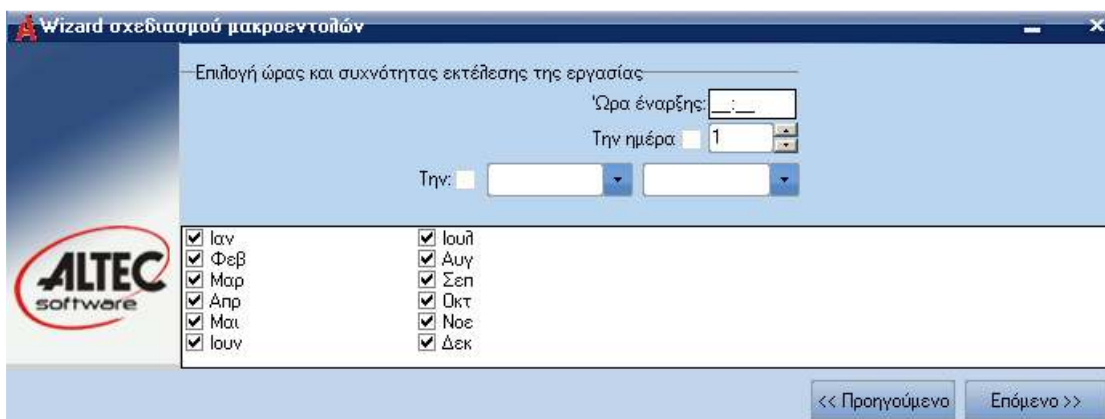 Wizard σχεδιασμού μακροεντολών
Επιλογή ώρας και συχνότητας εκτέλεσης της εργασίας
Ώρα έναρξης: __:__
Την ημέρα 1
Την:
ALTEC
software
Ιαν
Φεβ
Μαρ
Απρ
Μαι
Ιουν
Ιουλ
Αυγ
Σεπ
Οκτ
Νοε
Δεκ
<< Προηγούμενο Επόμενο >>